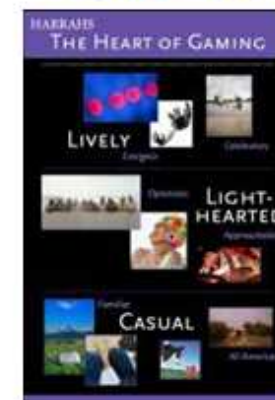 HARRAHS
THE HEART OF GAMING
LIVELY
Energetic
Celebratory
Optimistic
LIGHT-
HEARTED
Approachable
Familiar
CASUAL
All-American